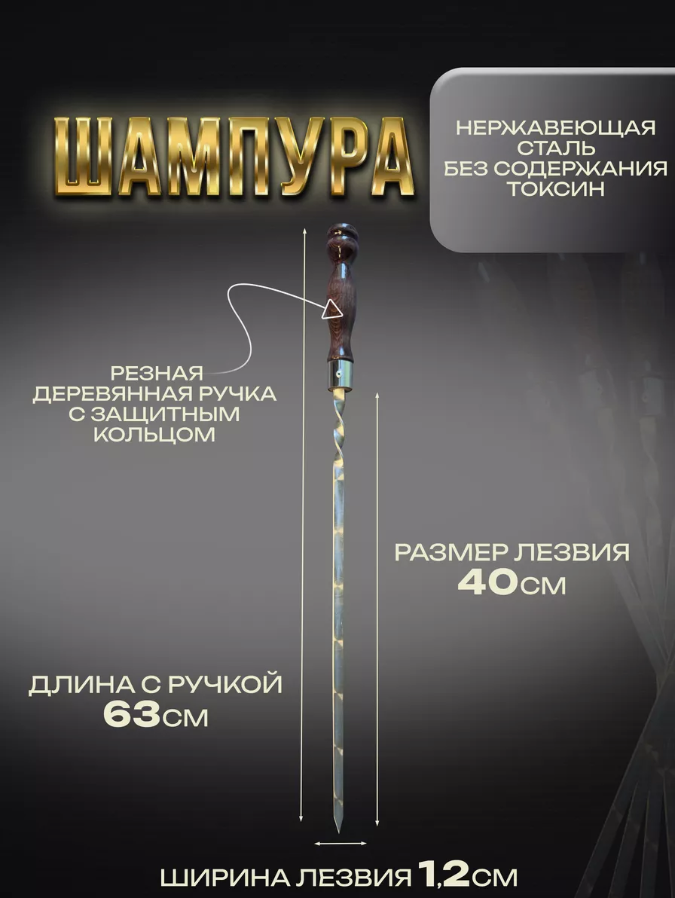 ШАМПУРА
НЕРЖАВЕЮЩАЯ
СТАЛЬ
БЕЗ СОДЕРЖАНИЯ
ТОКСИН
РЕЗНАЯ
ДЕРЕВЯННАЯ РУЧКА
С ЗАЩИТНЫМ
КОЛЬЦОМ
РАЗМЕР ЛЕЗВИЯ
40СМ
ДЛИНА С РУЧКОЙ
63СМ
ШИРИНА ЛЕЗВИЯ 1,2СМ